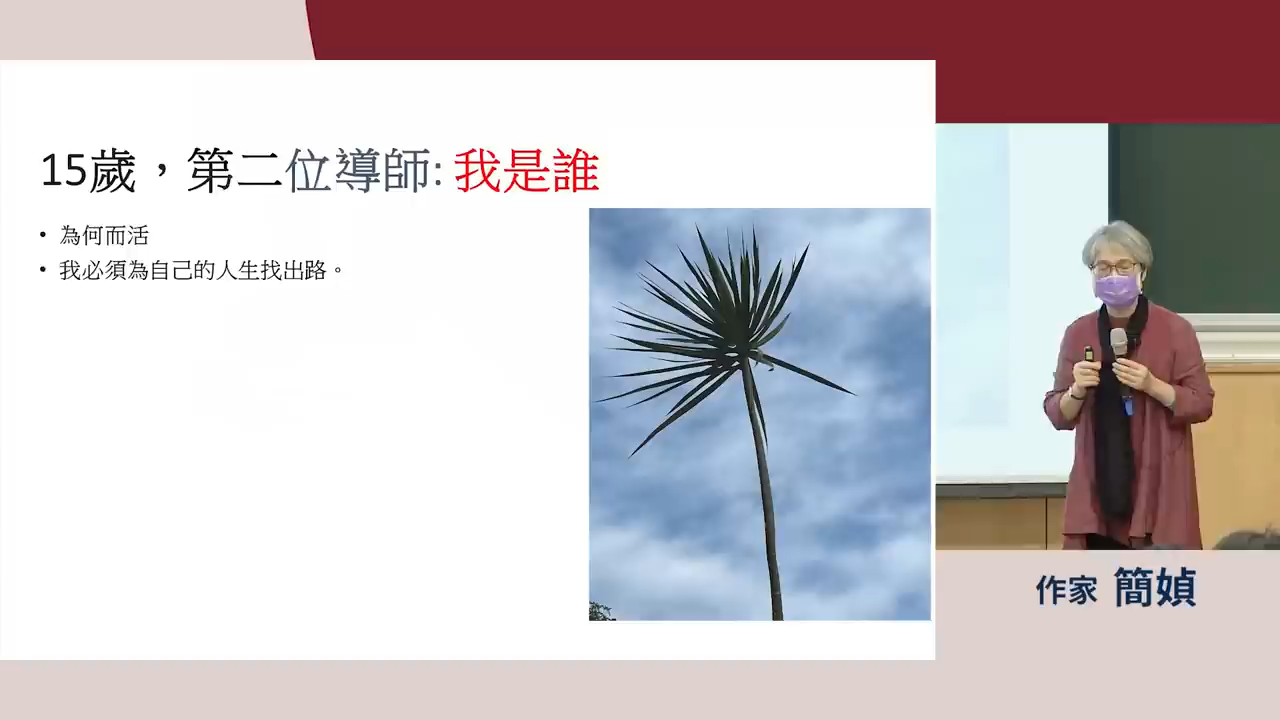 15歲，第二位導師: 我是誰
• 為何而活
• 我必須為自己的人生找出路。
作家 簡媜